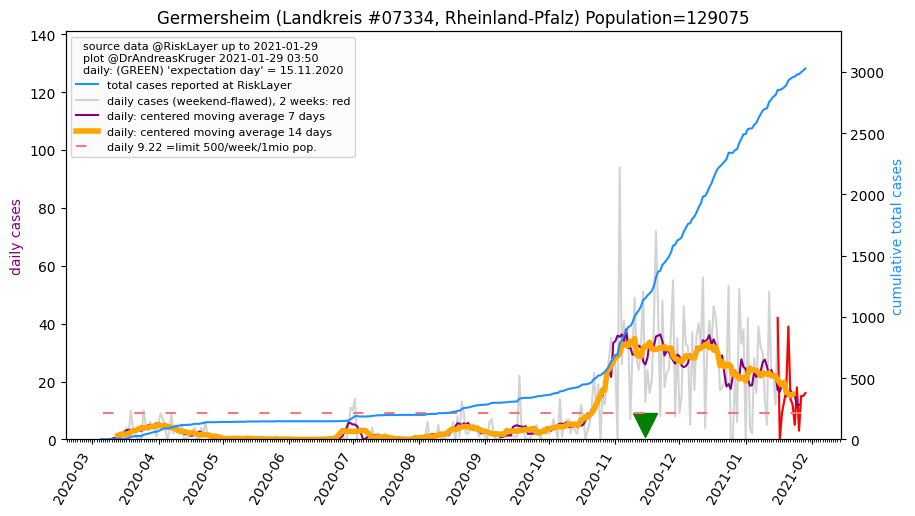 Germersheim (Landkreis #07334, Rheinland-Pfalz) Population=129075
source data @RiskLayer up to 2021-01-29
plot @DrAndreasKruger 2021-01-29 03:50
daily: (GREEN) 'expectation day' = 15.11.2020
total cases reported at RiskLayer
daily cases (weekend-flawed), 2 weeks: red
daily: centered moving average 7 days
daily: centered moving average 14 days
daily 9.22 =limit 500/week/1mio pop.
daily cases
140
120
100
80
60
40
20
0
cumulative total cases
3000
2500
2000
1500
1000
500
0
2020-03
2020-04
2020-05
2020-06
2020-07
2020-08
2020-09
2020-10
2020-11
2020-12
2021-01
2021-02